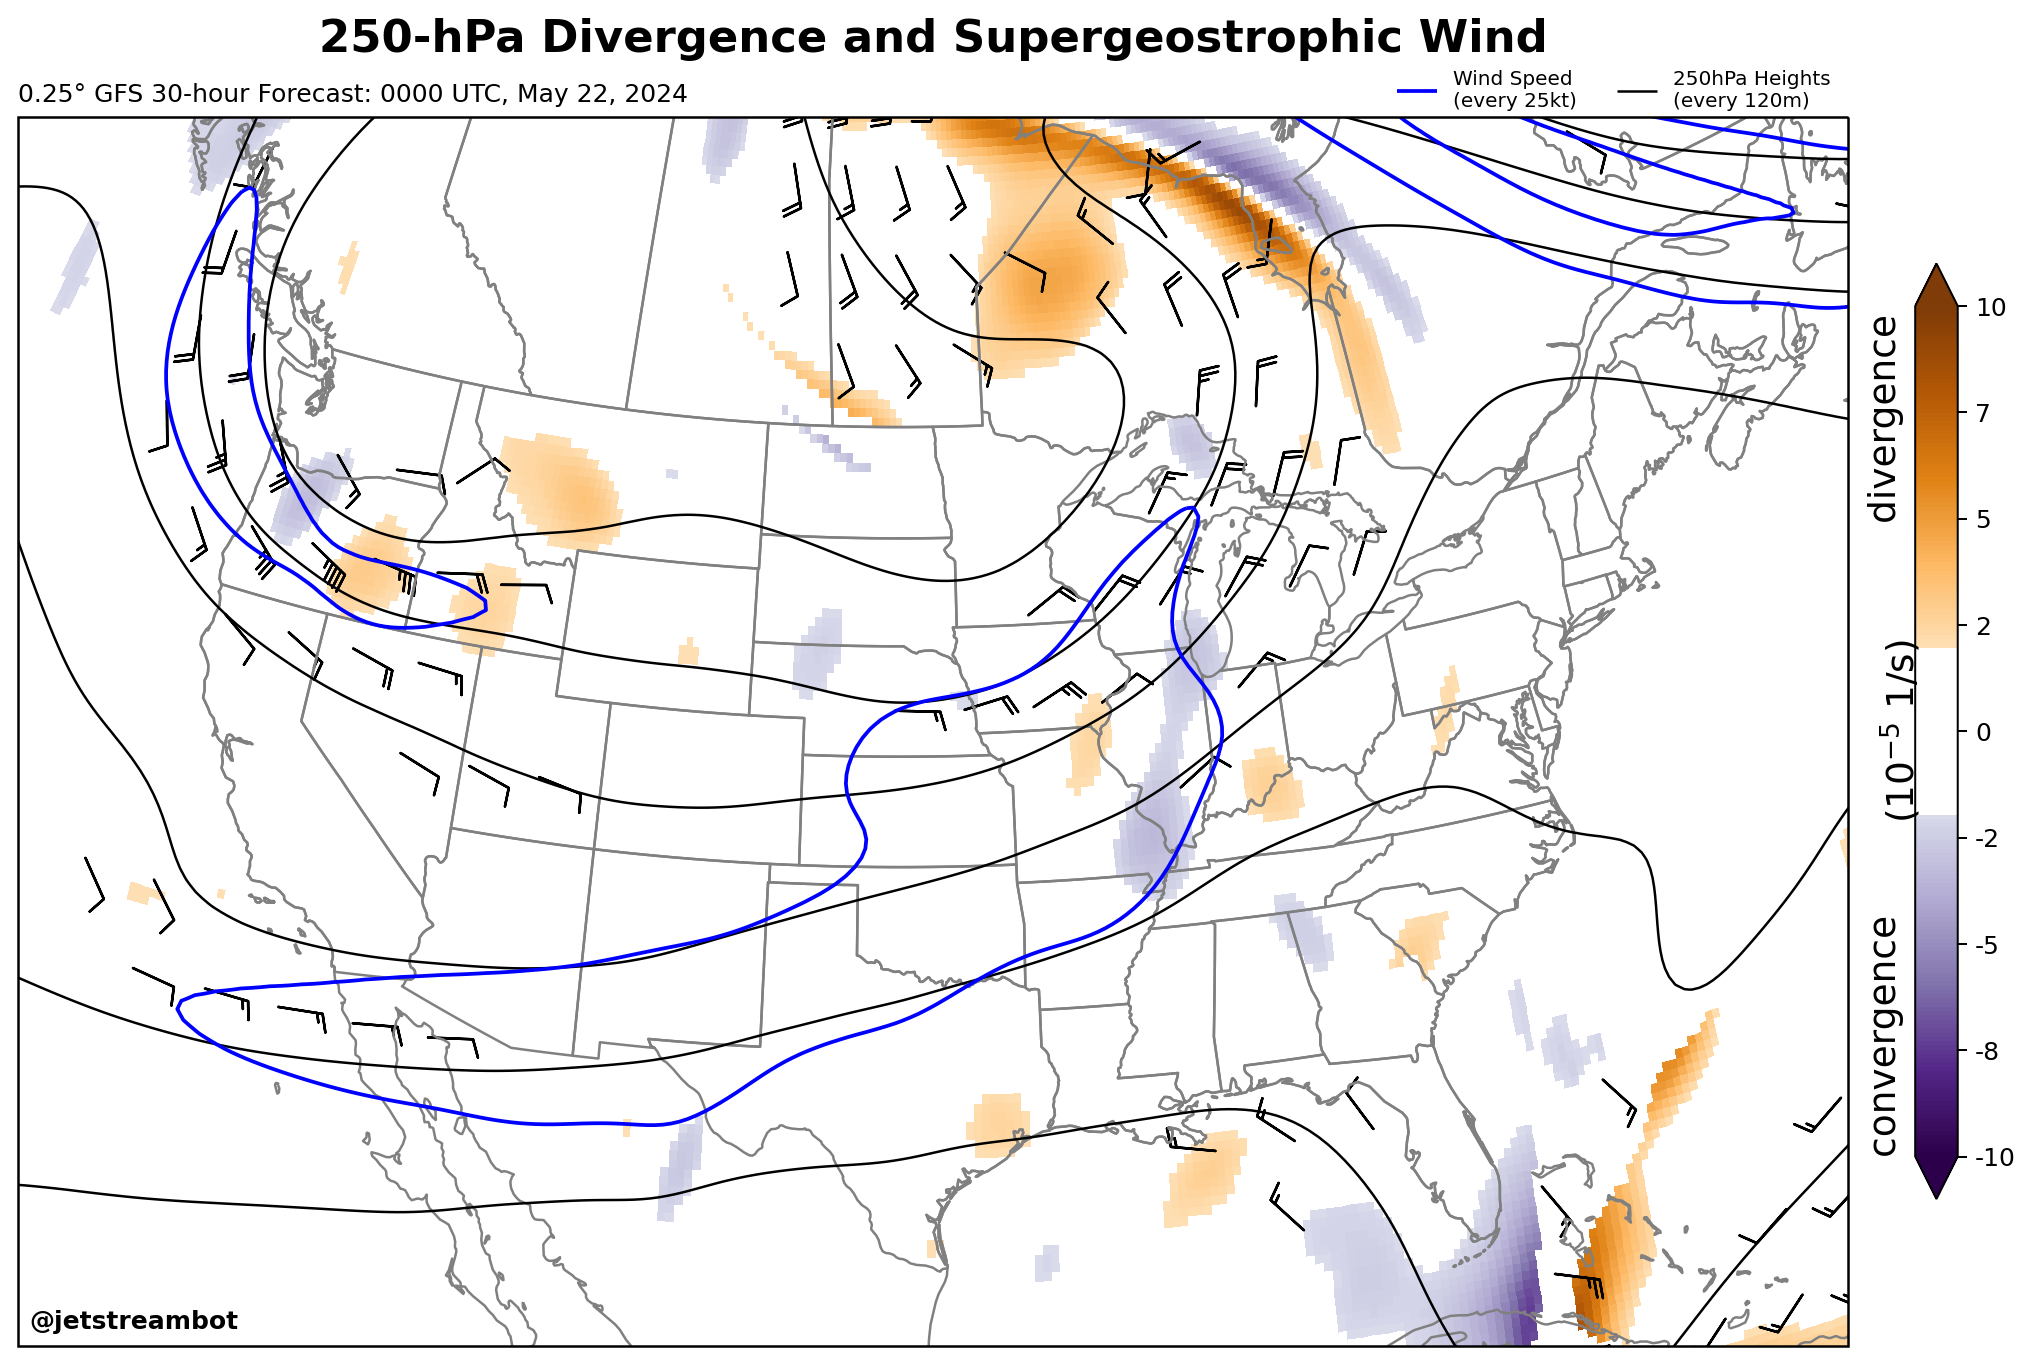 250-hPa Divergence and Supergeostrophic Wind
0.25° GFS 30-hour Forecast: 0000 UTC, May 22, 2024
Wind Speed
(every 25kt)
250hPa Heights
(every 120m)
10
7
5
2
0
-2
-5
-8
-10
divergence
(10⁻⁵ 1/s)
convergence
@jetstreambot